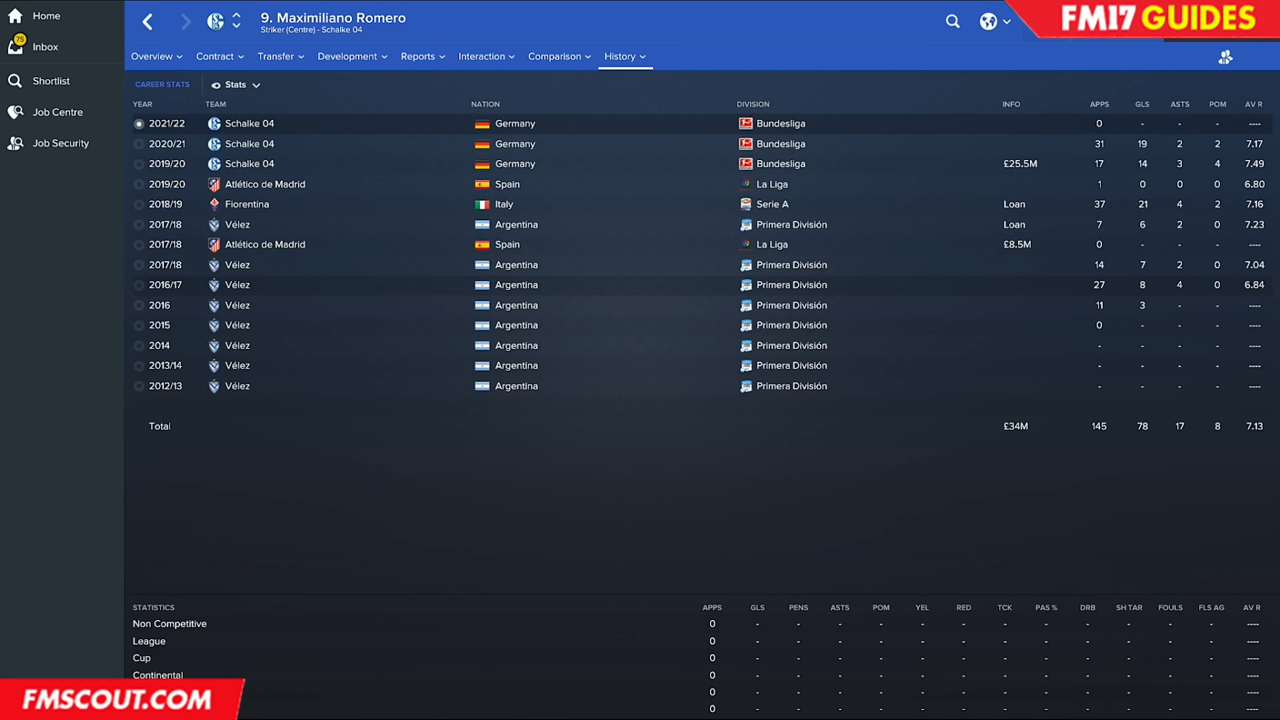 Home
75
Inbox
Shortlist
Job Centre
Job Security
9. Maximiliano Romero
Striker (Centre) - Schalke 04
FM17 GUIDES
Overview Contract Transfer Development Reports Interaction Comparison History
CAREER STATS Stats
YEAR TEAM NATION DIVISION INFO APPS GLS ASTS POM AV R
2021/22 Schalke 04 Germany Bundesliga 0 - - - ----
2020/21 Schalke 04 Germany Bundesliga 31 19 2 2 7.17
2019/20 Schalke 04 Germany Bundesliga £25.5M 17 14 3 4 7.49
2019/20 Atlético de Madrid Spain La Liga 1 0 0 0 6.80
2018/19 Fiorentina Italy Serie A Loan 37 21 4 2 7.16
2017/18 Vélez Argentina Primera División Loan 7 6 2 0 7.23
2017/18 Atlético de Madrid Spain La Liga £8.5M 0 - - - ----
2017/18 Vélez Argentina Primera División 14 7 2 0 7.04
2016/17 Vélez Argentina Primera División 27 8 4 0 6.84
2016 Vélez Argentina Primera División 11 3 - - ----
2015 Vélez Argentina Primera División 0 - - - ----
2014 Vélez Argentina Primera División - - - - ----
2013/14 Vélez Argentina Primera División - - - - ----
2012/13 Vélez Argentina Primera División - - - - ----
Total £34M 145 78 17 8 7.13
STATISTICS APPS GLS PENS ASTS POM YEL RED TCK PAS % DRB SH TAR FOULS FLS AG AV R
Non Competitive 0 - - - - - - - - - - - - ----
League 0 - - - - - - - - - - - - ----
Cup 0 - - - - - - - - - - - - ----
Continental 0 - - - - - - - - - - - - ----
0 - - - - - - - - - - - - ----
0 - - - - - - - - - - - - ----
FMSCOUT.COM